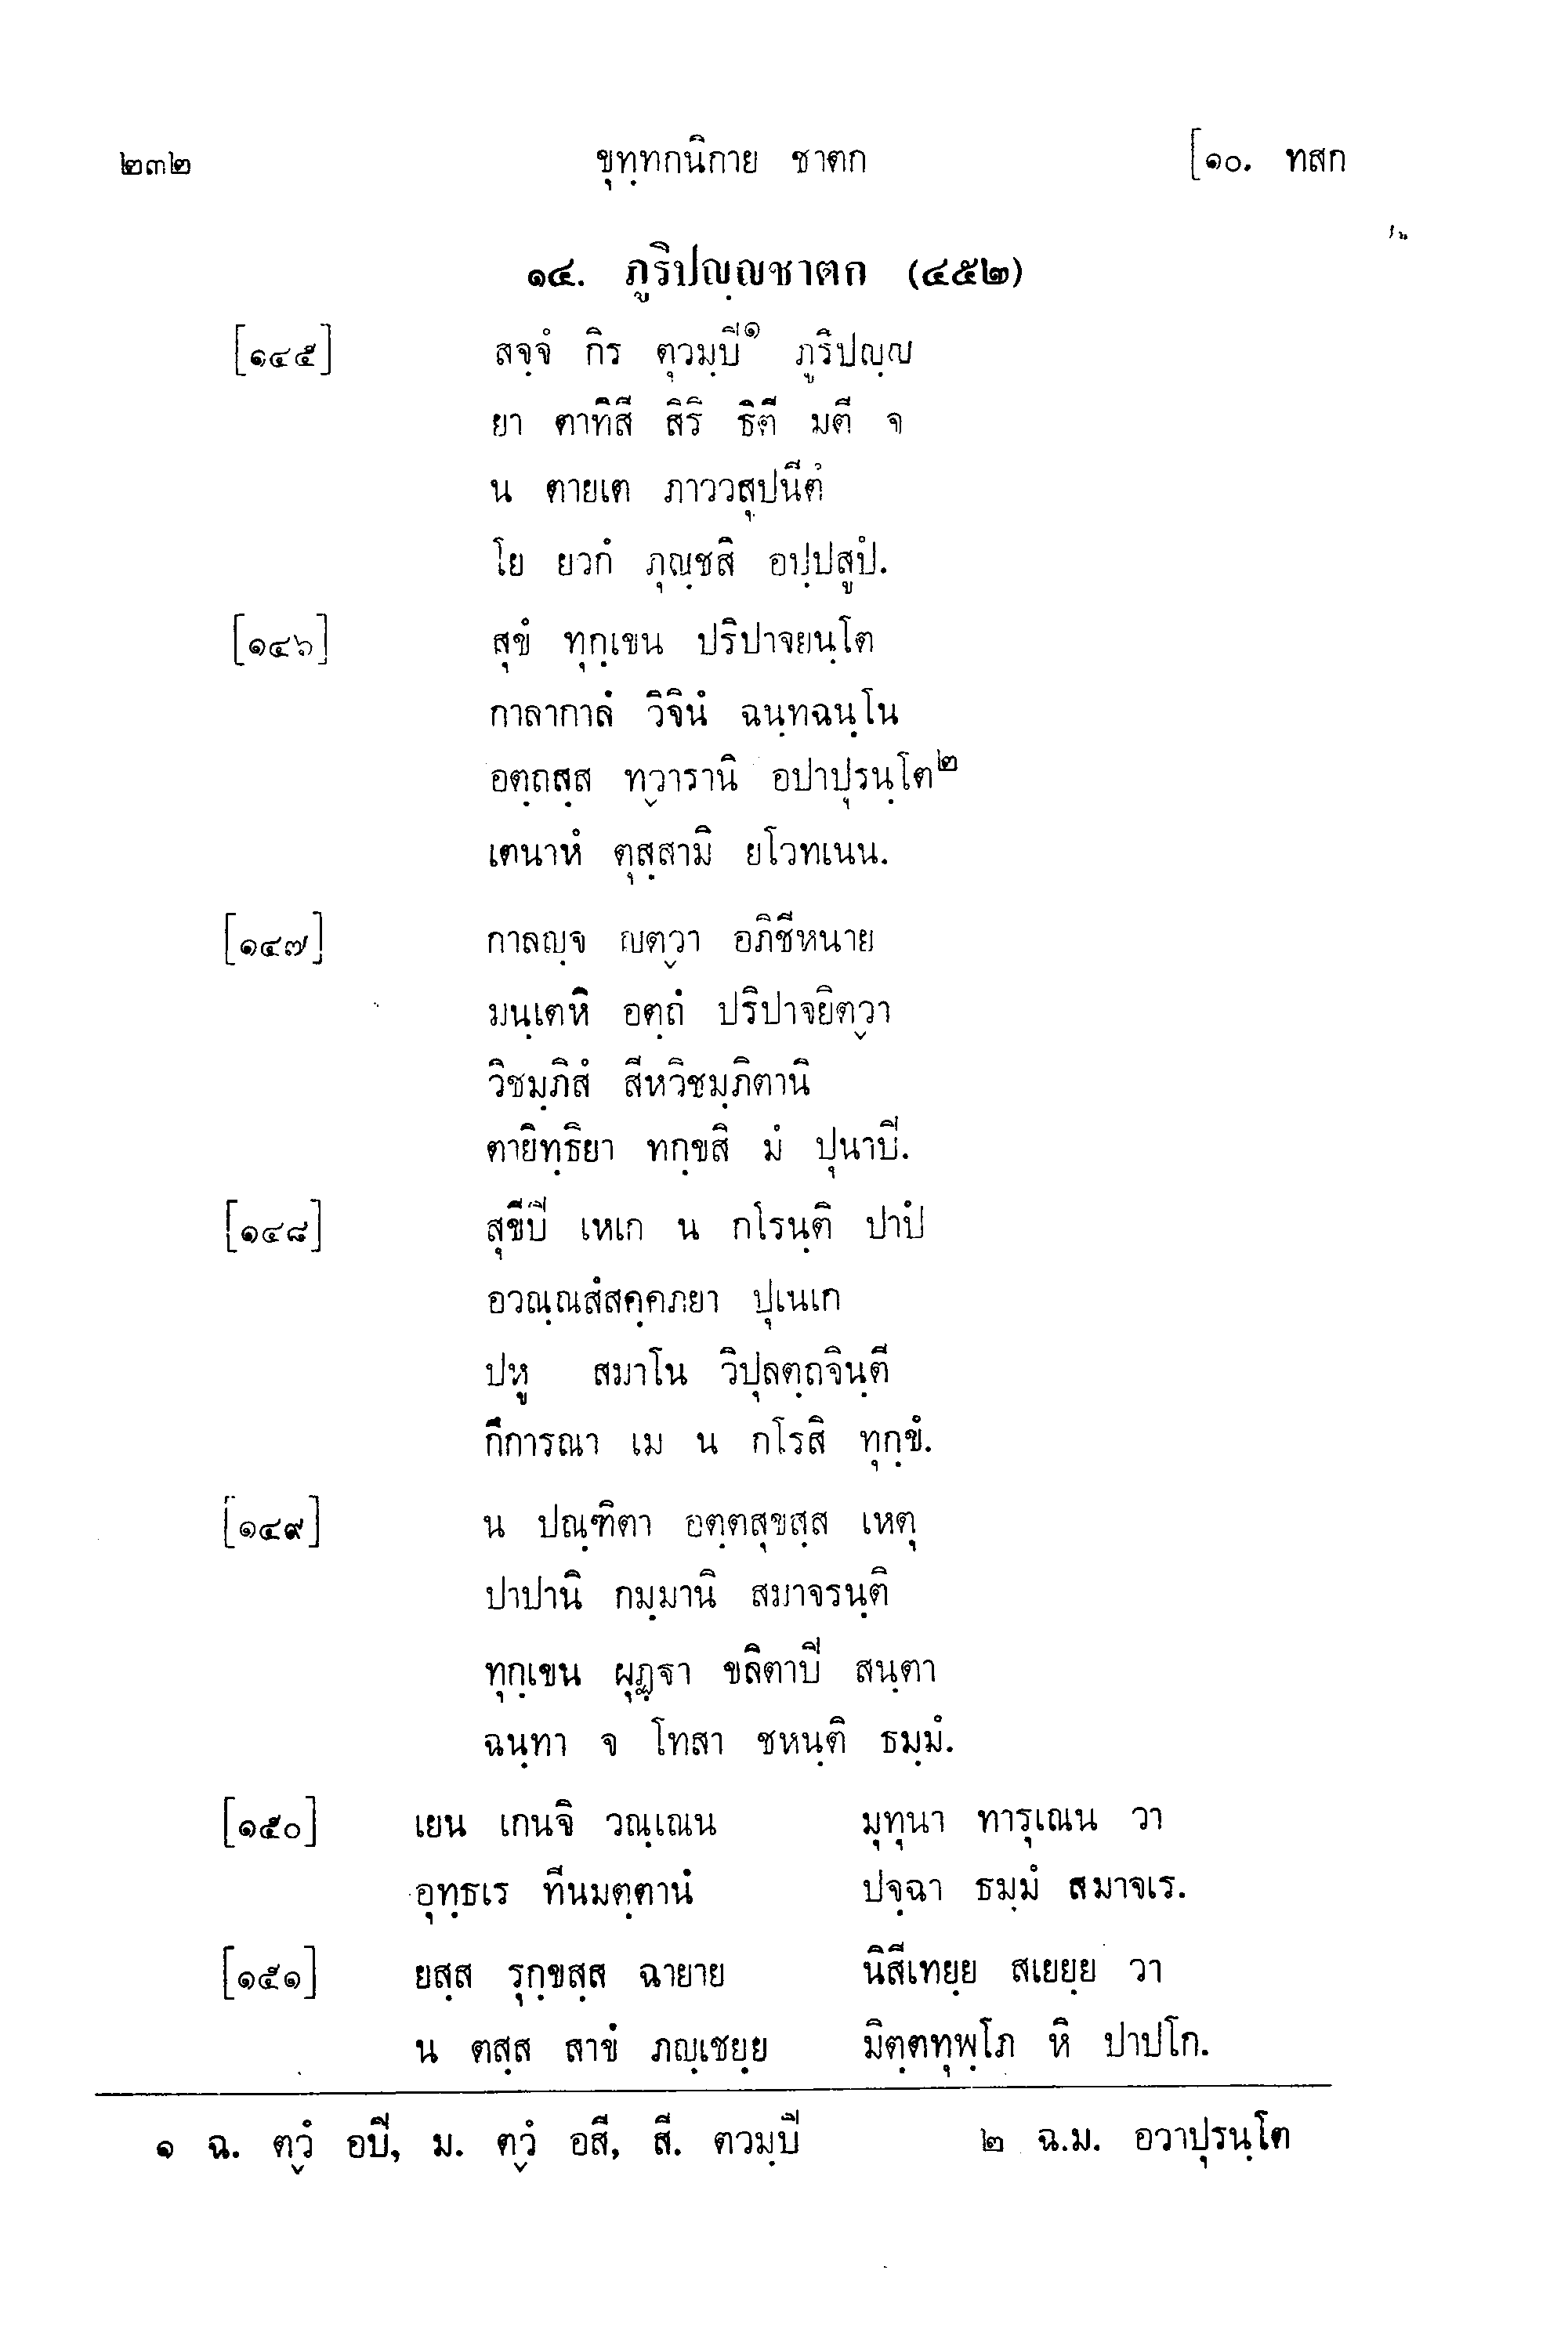 ๒๓๒ ขุทฺทกนิกาย ชาตก [๑๐. ทสก
๑๔. ภูริปญฺญชาตก (๔๕๒)
[๑๔๕] สจฺจํ กิร ตุวมฺปิ๑ ภูริปญฺญ
ยา ตาทิสี สิริ ธิตี มตี จ
น ตายเต ภาววสุปนีตํ
โย ยวกํ ภุญฺชสิ อปฺปสูปํ.
[๑๔๖] สุขํ ทุกฺเขน ปริปาจยนฺโต
กาลากาลํ วิจินํ ฉนฺทฉนฺโน
อตฺถสฺส ทฺวารานิ อปาปุรนฺโต๒
เตนาหํ ตุสฺสามิ ยโวทเนน.
[๑๔๗] กาลญฺจ ญตฺวา อภิชีหนาย
มนฺเตหิ อตฺถํ ปริปาจยิตฺวา
วิชมฺภิสํ สีหวิชมฺภิตานิ
ตายิทฺธิยา ทกฺขสิ มํ ปุนาปิ.
[๑๔๘] สุขีปิ เหเก น กโรนฺติ ปาปํ
อวณฺณสํสคฺคภยา ปุเนเก
ปหู สมาโน วิปุลตฺถจินฺตี
กึการณา เม น กโรสิ ทุกฺขํ.
[๑๔๙] น ปณฺฑิตา อตฺตสุขสฺส เหตุ
ปาปานิ กมฺมานิ สมาจรนฺติ
ทุกฺเขน ผุฏฺฐา ขลิตาปิ สนฺตา
ฉนฺทา จ โทสา ชหนฺติ ธมฺมํ.
[๑๕๐] เยน เกนจิ วณฺเณน มุทุนา ทารุเณน วา
อุทฺธเร ทีนมตฺตานํ ปจฺฉา ธมฺมํ สมาจเร.
[๑๕๑] ยสฺส รุกฺขสฺส ฉายาย นิสีเทยฺย สเยยฺย วา
น ตสฺส สาขํ ภญฺเชยฺย มิตฺตทุพฺโภ หิ ปาปโก.
๑ ฉ. ตฺวํ อปิ, ม. ตฺวํ อสิ, สี. ตวมฺปิ ๒ ฉ.ม. อวาปุรนฺโต